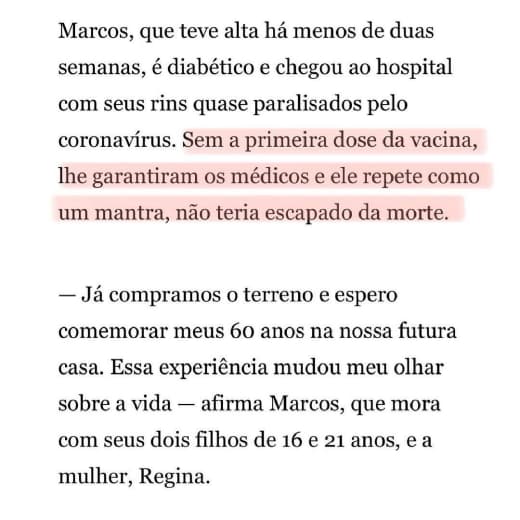 Marcos, que teve alta há menos de duas
semanas, é diabético e chegou ao hospital
com seus rins quase paralisados pelo
coronavírus. Sem a primeira dose da vacina,
lhe garantiram os médicos e ele repete como
um mantra, não teria escapado da morte.
— Já compramos o terreno e espero
comemorar meus 60 anos na nossa futura
casa. Essa experiência mudou meu olhar
sobre a vida — afirma Marcos, que mora
com seus dois filhos de 16 e 21 anos, e a
mulher, Regina.